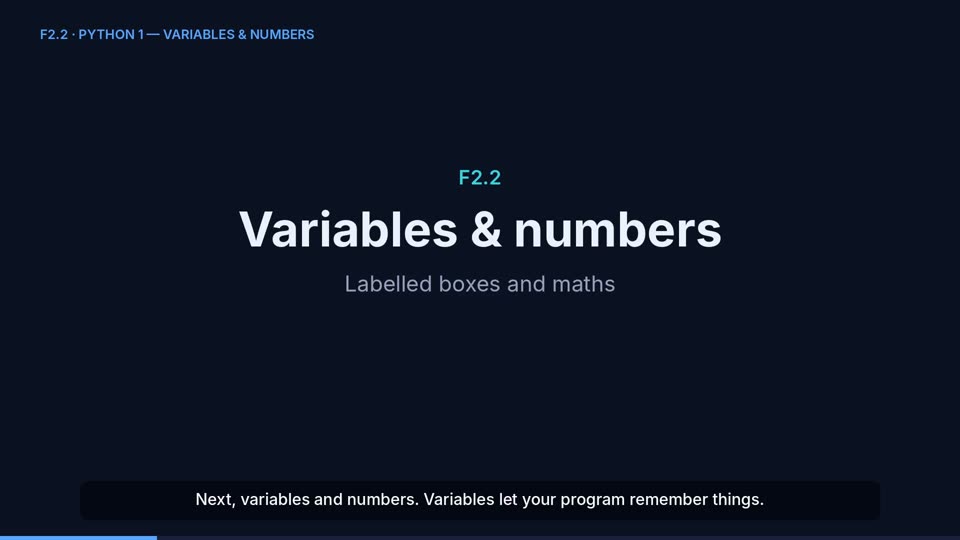 F2.2 · PYTHON 1 — VARIABLES & NUMBERS
F2.2
Variables & numbers
Labelled boxes and maths
Next, variables and numbers. Variables let your program remember things.